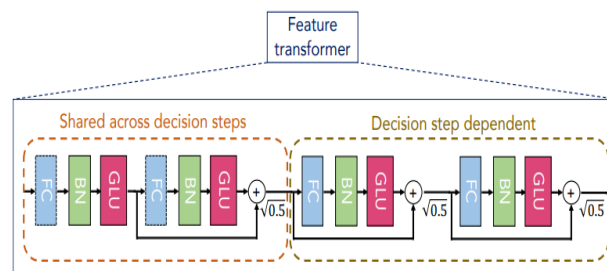 Feature
transformer
Shared across decision steps
Decision step dependent
FC
BN
GLU
FC
BN
GLU
+
√0.5
FC
BN
GLU
+
√0.5
FC
BN
GLU
+
√0.5